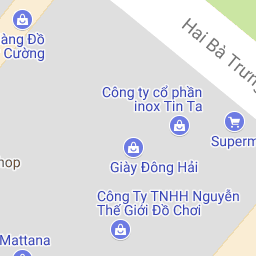 àng Đồ
Cường
Hai Bà Trưng
Công ty cổ phần
inox Tin Ta
Superm
Giày Đông Hải
hop
Công Ty TNHH Nguyễn
Thế Giới Đồ Chơi
Mattana